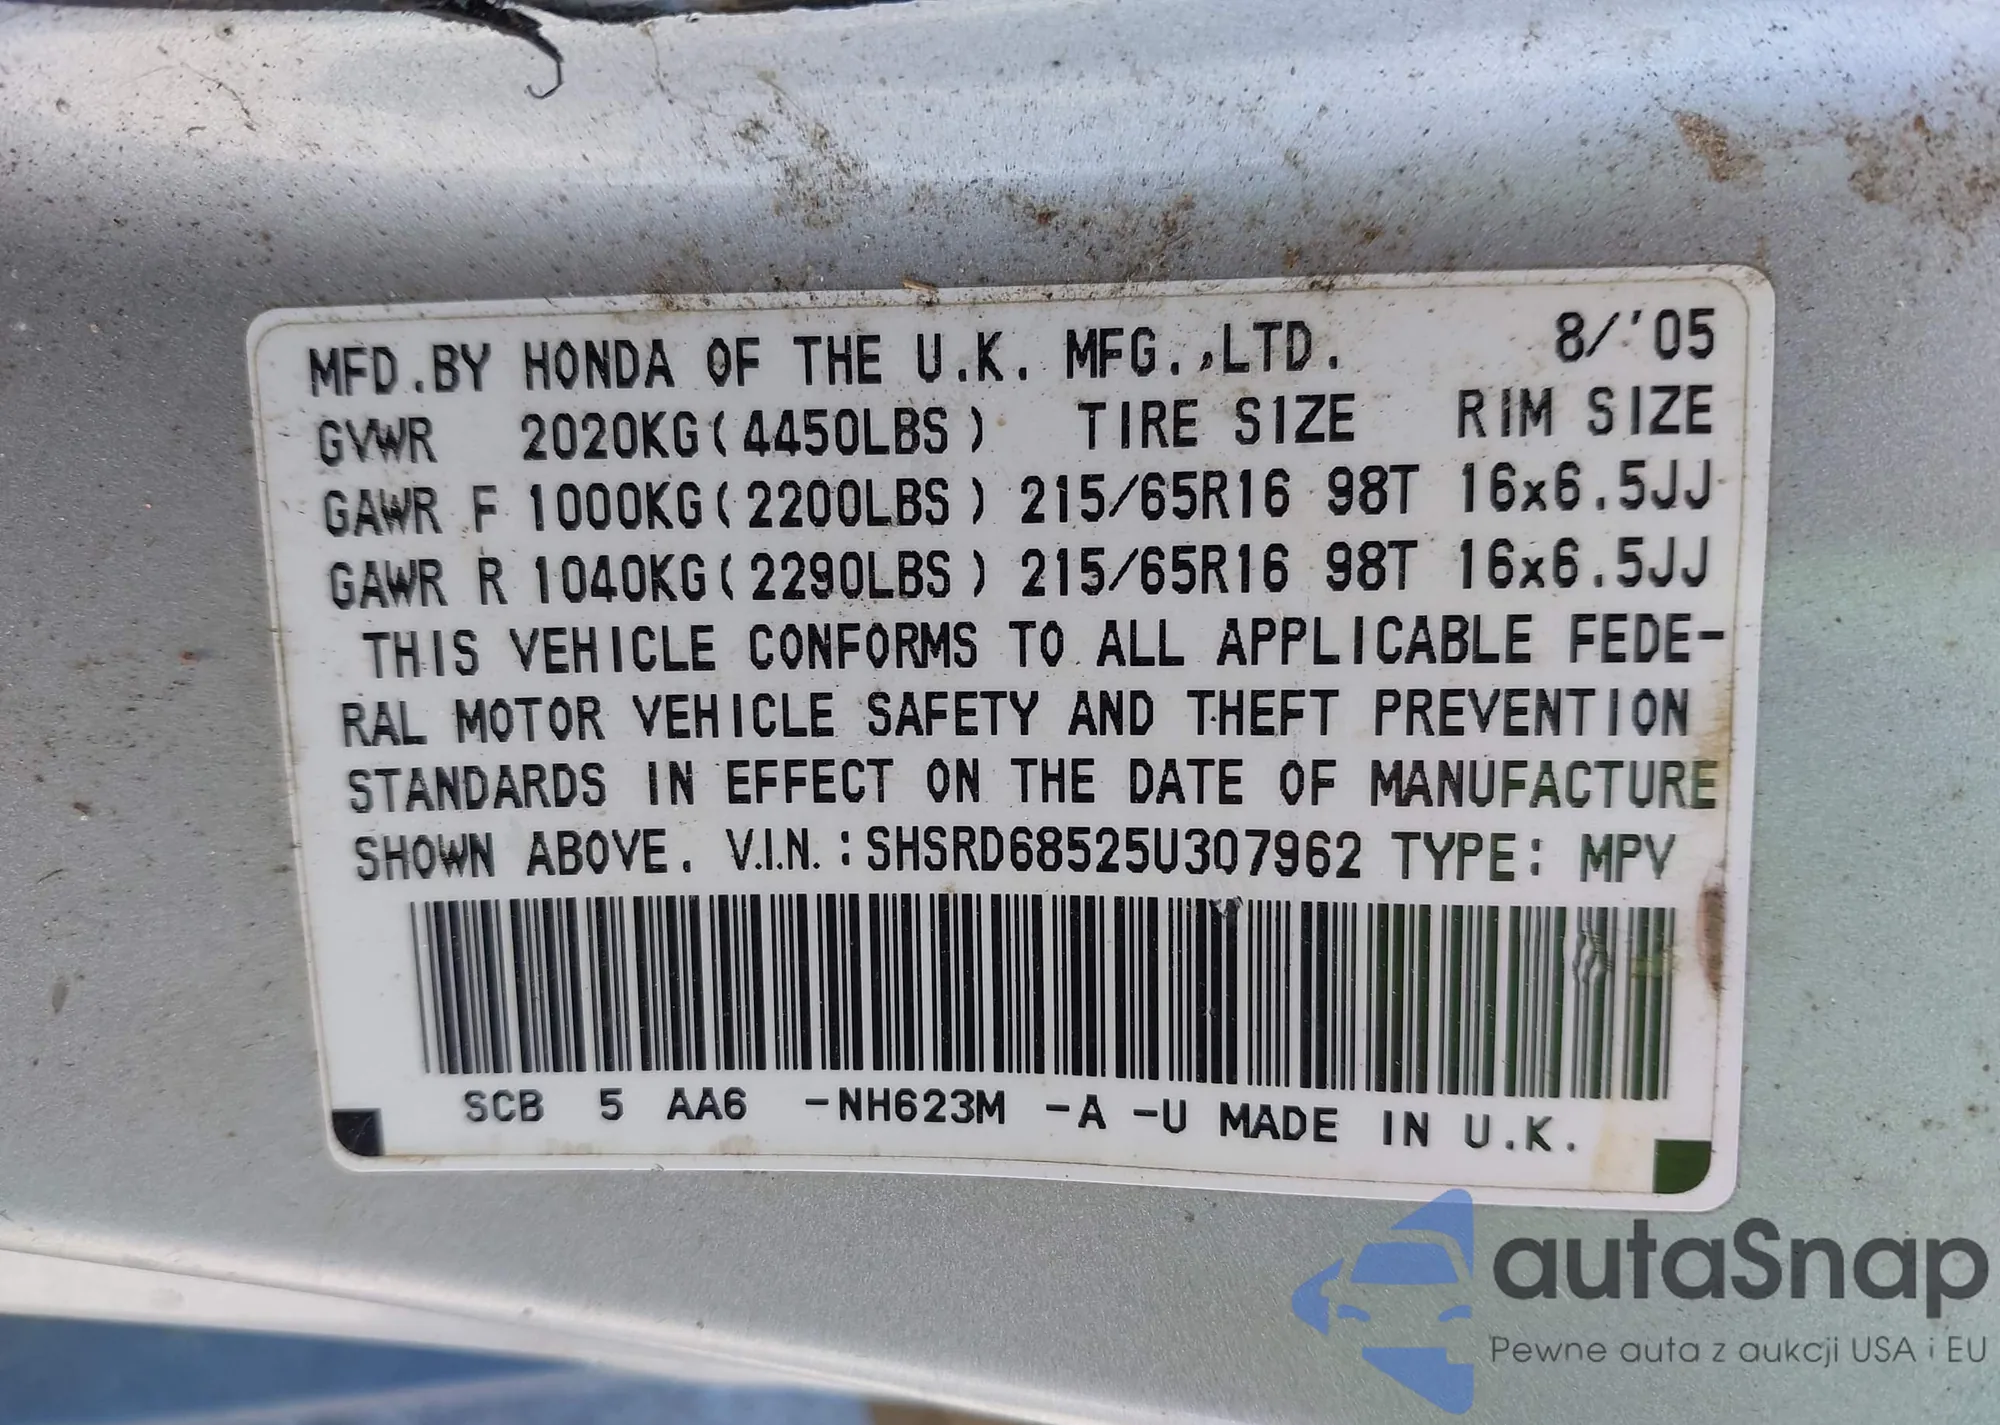 MFD.BY HONDA OF THE U.K. MFG.,LTD. 8/'05
GVWR 2020KG(4450LBS) TIRE SIZE RIM SIZE
GAWR F 1000KG(2200LBS) 215/65R16 98T 16x6.5JJ
GAWR R 1040KG(2290LBS) 215/65R16 98T 16x6.5JJ
THIS VEHICLE CONFORMS TO ALL APPLICABLE FEDE-
RAL MOTOR VEHICLE SAFETY AND THEFT PREVENTION
STANDARDS IN EFFECT ON THE DATE OF MANUFACTURE
SHOWN ABOVE. V.I.N.:SHSRD68525U307962 TYPE: MPV
SCB 5 AA6 -NH623M -A -U MADE IN U.K.
autaSnap
Pewne auta z aukcji USA i EU